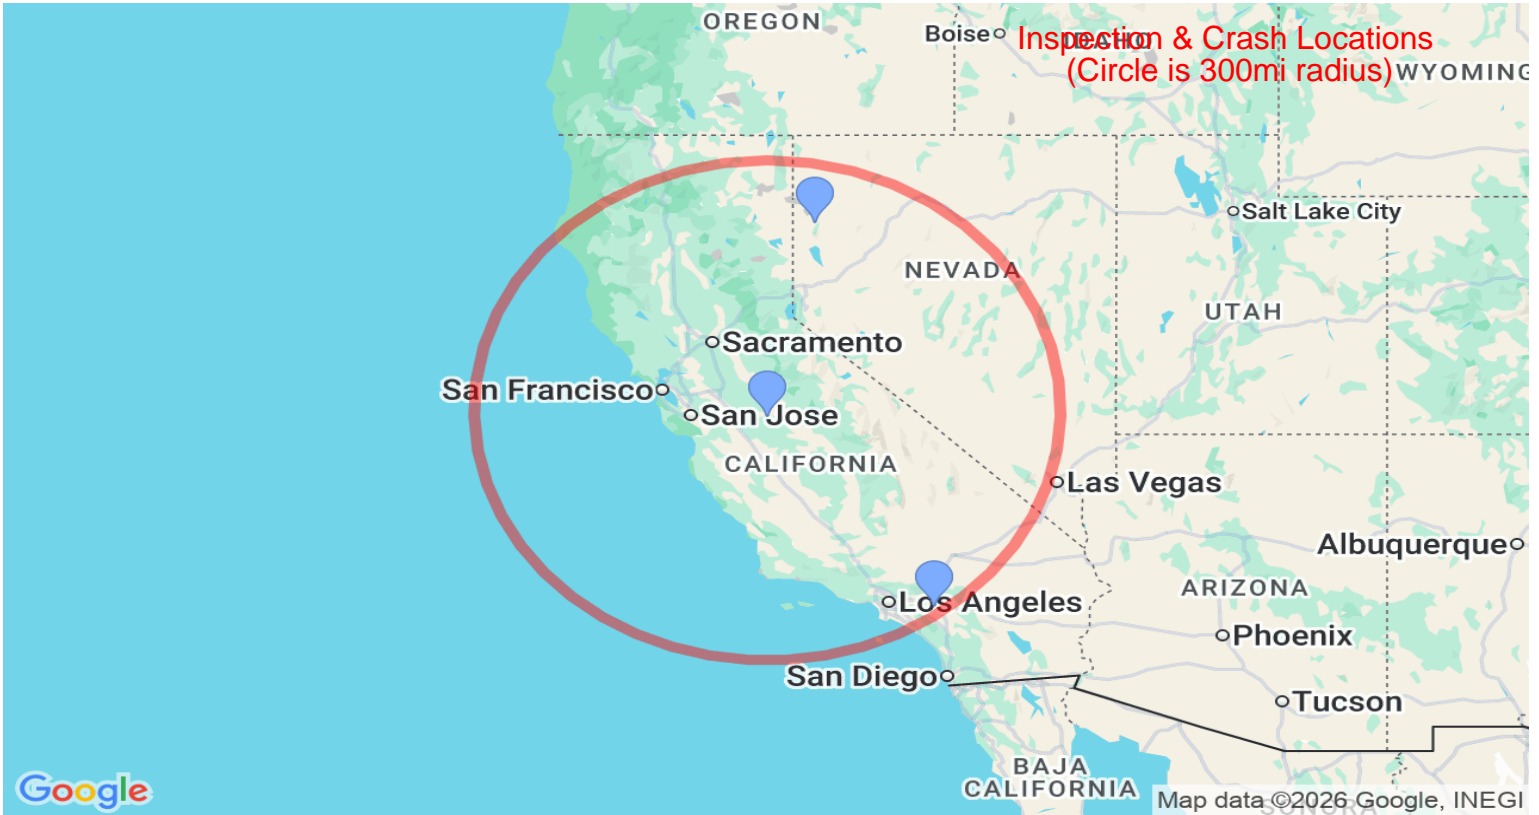 OREGON
Boise
IDAHO
Inspection & Crash Locations
(Circle is 300mi radius)
WYOMING
Salt Lake City
NEVADA
UTAH
Sacramento
San Francisco
San Jose
CALIFORNIA
Las Vegas
Albuquerque
ARIZONA
Los Angeles
Phoenix
San Diego
Tucson
BAJA
CALIFORNIA
SONORA
Google
Map data ©2026 Google, INEGI